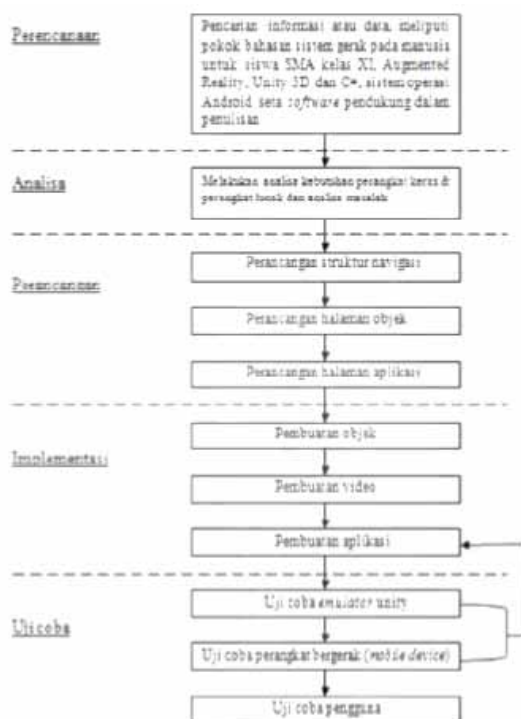 Perencanaan
Pencarian informasi atau data, meliputi
pokok bahasan sistem gerak pada manusia
untuk siswa SMA kelas XI, Augmented
Reality, Unity 3D dan C#, sistem operasi
Android seta software pendukung dalam
penulisan
Analisa
Melakukan analisa kebutuhan perangkat keras &
perangkat lunak dan analisa masalah
Perancangan
Perancangan struktur navigasi
Perancangan halaman objek
Perancangan halaman aplikasi
Implementasi
Pembuatan objek
Pembuatan video
Pembuatan aplikasi
Uji coba
Uji coba emulator unity
Uji coba perangkat bergerak (mobile device)
Uji coba pengguna